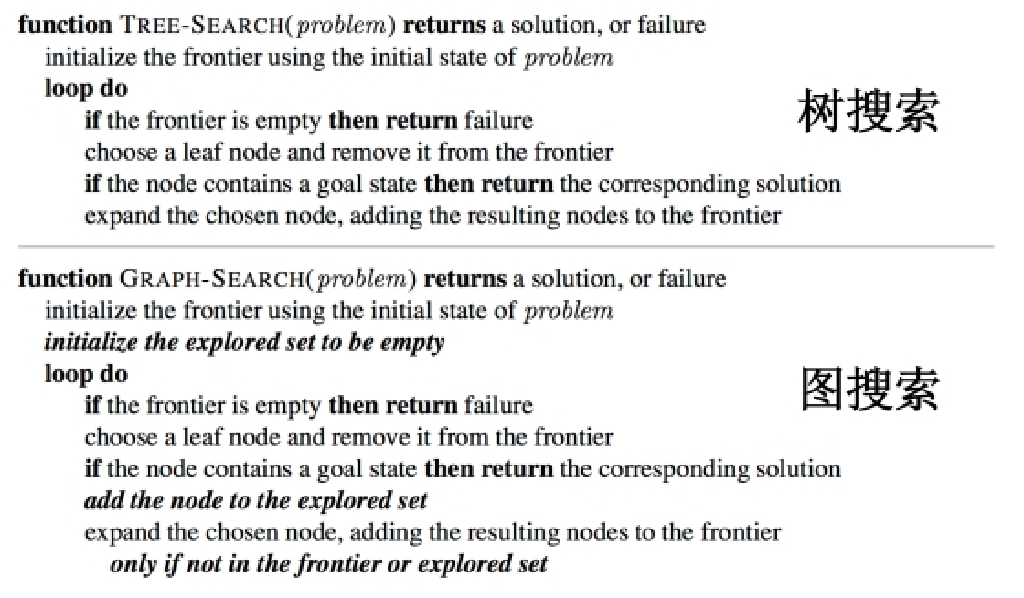 function TREE-SEARCH(problem) returns a solution, or failure
initialize the frontier using the initial state of problem
loop do
if the frontier is empty then return failure
choose a leaf node and remove it from the frontier
if the node contains a goal state then return the corresponding solution
expand the chosen node, adding the resulting nodes to the frontier
树搜索
function GRAPH-SEARCH(problem) returns a solution, or failure
initialize the frontier using the initial state of problem
initialize the explored set to be empty
loop do
if the frontier is empty then return failure
choose a leaf node and remove it from the frontier
if the node contains a goal state then return the corresponding solution
add the node to the explored set
expand the chosen node, adding the resulting nodes to the frontier
only if not in the frontier or explored set
图搜索